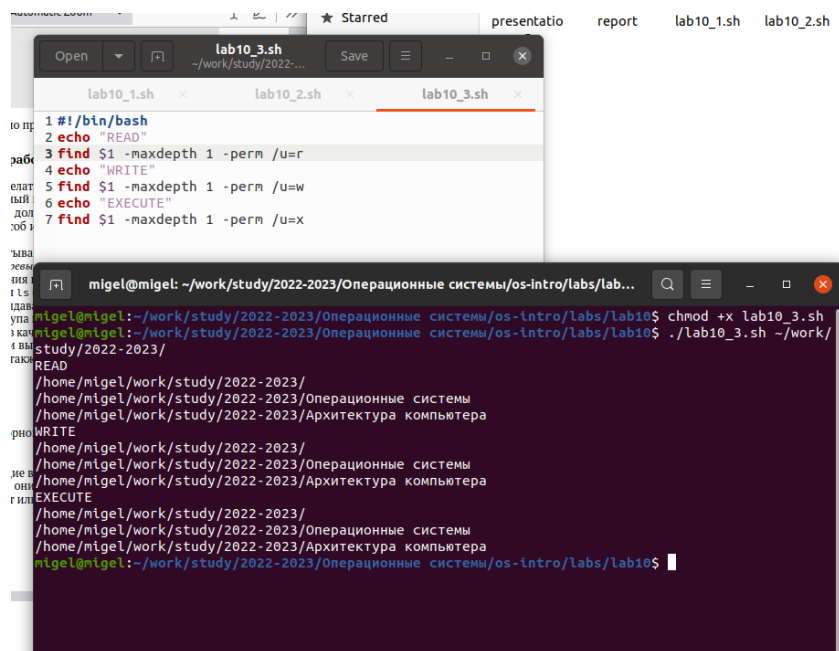 Automatic Zoom
Starred
presentatio
report
lab10_1.sh
lab10_2.sh
Open
lab10_3.sh
~/work/study/2022-...
Save
lab10_1.sh
lab10_2.sh
lab10_3.sh
1 #!/bin/bash
2 echo "READ"
3 find $1 -maxdepth 1 -perm /u=r
4 echo "WRITE"
5 find $1 -maxdepth 1 -perm /u=w
6 echo "EXECUTE"
7 find $1 -maxdepth 1 -perm /u=x
migel@migel: ~/work/study/2022-2023/Операционные системы/os-intro/labs/lab...
migel@migel:~/work/study/2022-2023/Операционные системы/os-intro/labs/lab10$ chmod +x lab10_3.sh
migel@migel:~/work/study/2022-2023/Операционные системы/os-intro/labs/lab10$ ./lab10_3.sh ~/work/
study/2022-2023/
READ
/home/migel/work/study/2022-2023/
/home/migel/work/study/2022-2023/Операционные системы
/home/migel/work/study/2022-2023/Архитектура компьютера
WRITE
/home/migel/work/study/2022-2023/
/home/migel/work/study/2022-2023/Операционные системы
/home/migel/work/study/2022-2023/Архитектура компьютера
EXECUTE
/home/migel/work/study/2022-2023/
/home/migel/work/study/2022-2023/Операционные системы
/home/migel/work/study/2022-2023/Архитектура компьютера
migel@migel:~/work/study/2022-2023/Операционные системы/os-intro/labs/lab10$